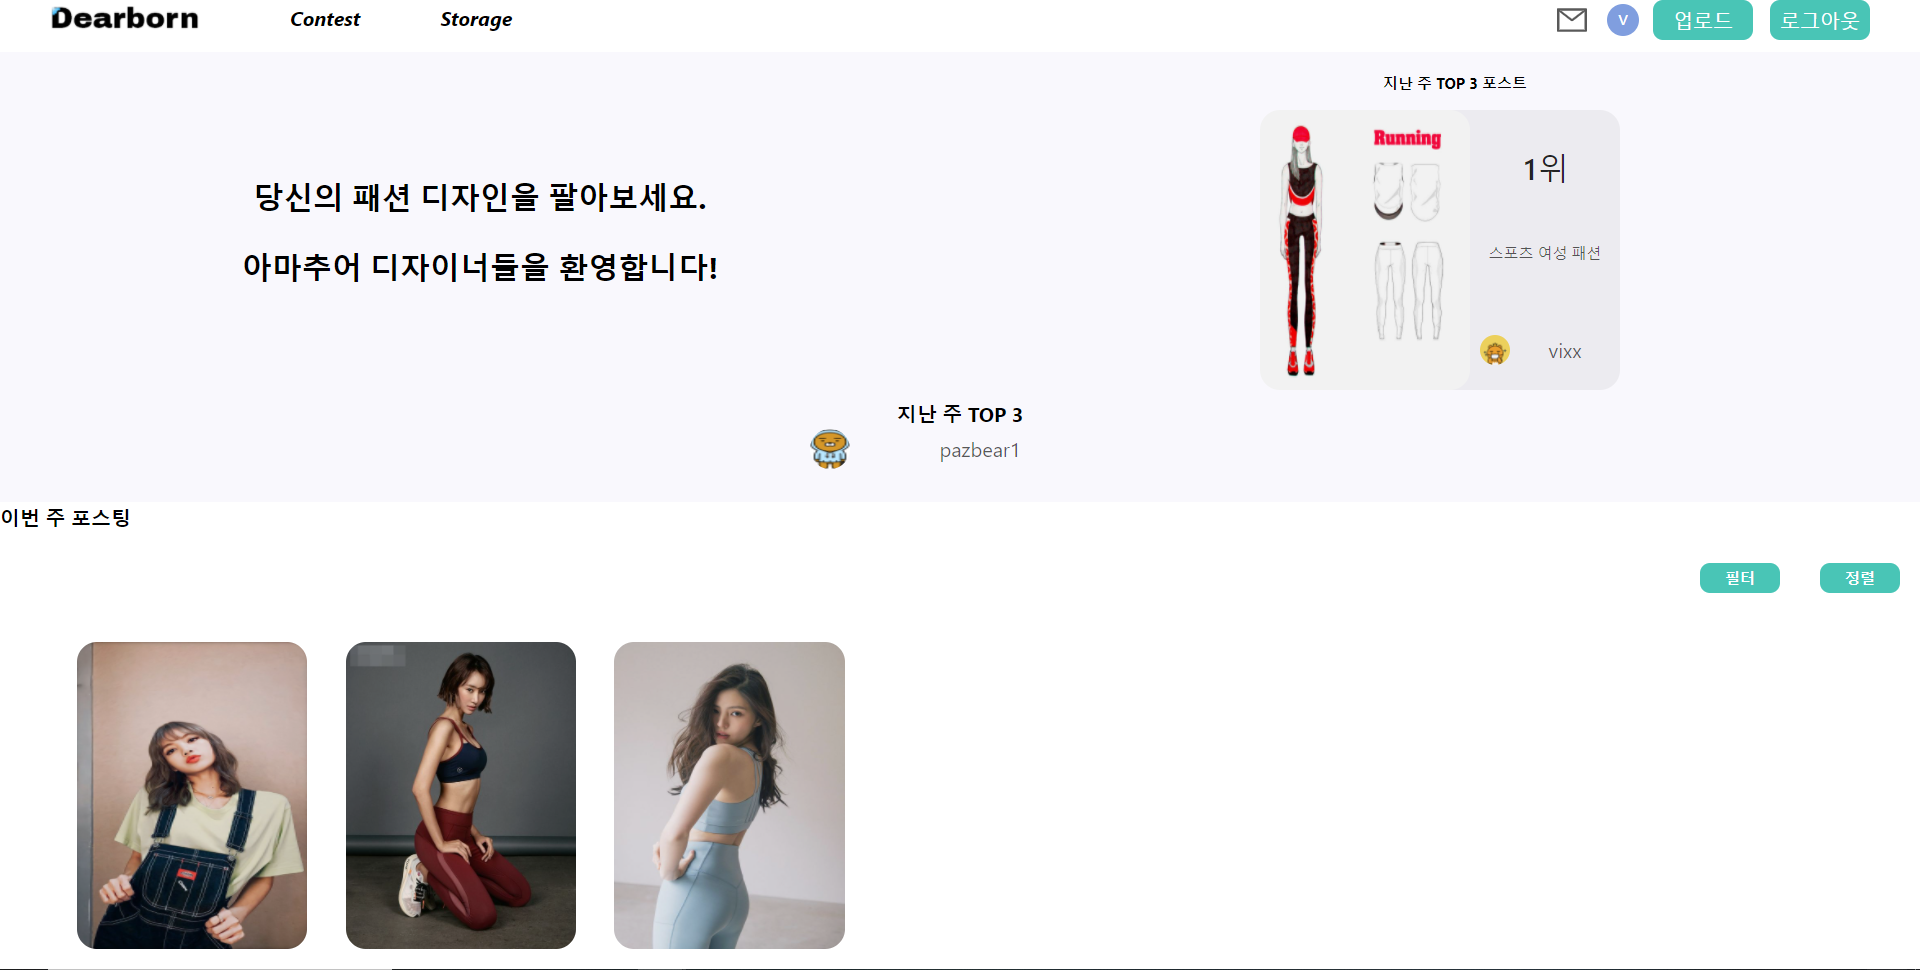 Dearborn
Contest
Storage
V
업로드
로그아웃
지난 주 TOP 3 포스트
당신의 패션 디자인을 팔아보세요.
아마추어 디자이너들을 환영합니다!
Running
1위
스포츠 여성 패션
vixx
지난 주 TOP 3
pazbear1
이번 주 포스팅
필터
정렬